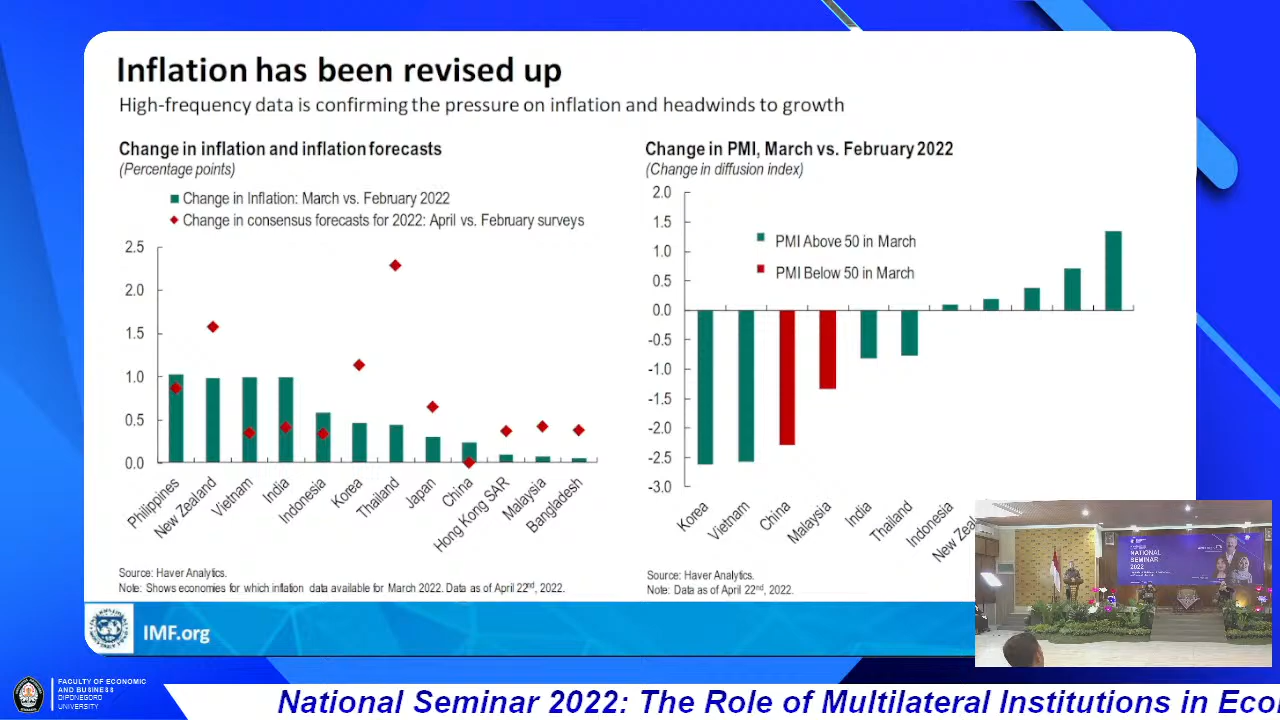 Inflation has been revised up
High-frequency data is confirming the pressure on inflation and headwinds to growth
Change in inflation and inflation forecasts
(Percentage points)
Change in Inflation: March vs. February 2022
Change in consensus forecasts for 2022: April vs. February surveys
2.5
2.0
1.5
1.0
0.5
0.0
Philippines
New Zealand
Vietnam
India
Indonesia
Korea
Thailand
Japan
China
Hong Kong SAR
Malaysia
Bangladesh
Source: Haver Analytics.
Note: Shows economies for which inflation data available for March 2022. Data as of April 22nd, 2022.
Change in PMI, March vs. February 2022
(Change in diffusion index)
2.0
1.5
1.0
0.5
0.0
-0.5
-1.0
-1.5
-2.0
-2.5
-3.0
PMI Above 50 in March
PMI Below 50 in March
Korea
Vietnam
China
Malaysia
India
Thailand
Indonesia
New Zea
Source: Haver Analytics.
Note: Data as of April 22nd, 2022.
IMF.org
NATIONAL
SEMINAR
2022
FACULTY OF ECONOMIC
AND BUSINESS
DIPONEGORO
UNIVERSITY
National Seminar 2022: The Role of Multilateral Institutions in Eco